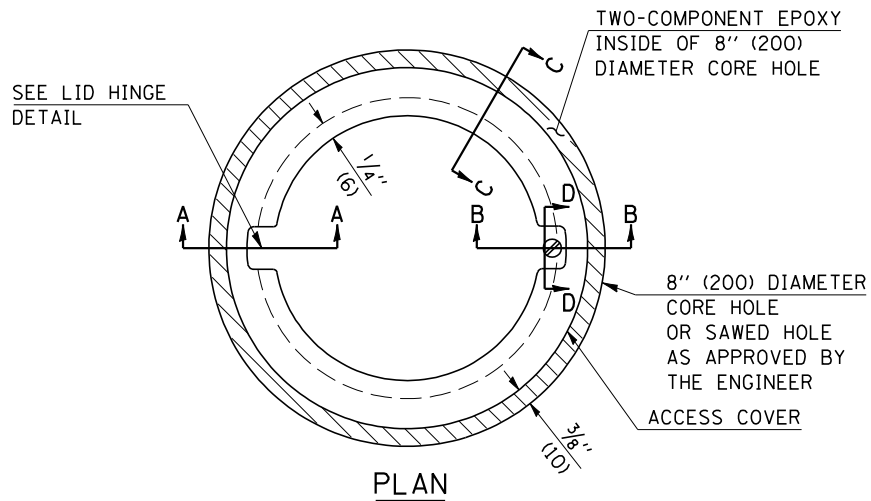 TWO-COMPONENT EPOXY
INSIDE OF 8'' (200)
DIAMETER CORE HOLE
SEE LID HINGE
DETAIL
C
C
1/4''
(6)
A
A
B
D
B
D
8'' (200) DIAMETER
CORE HOLE
OR SAWED HOLE
AS APPROVED BY
THE ENGINEER
ACCESS COVER
3/8''
(10)
PLAN